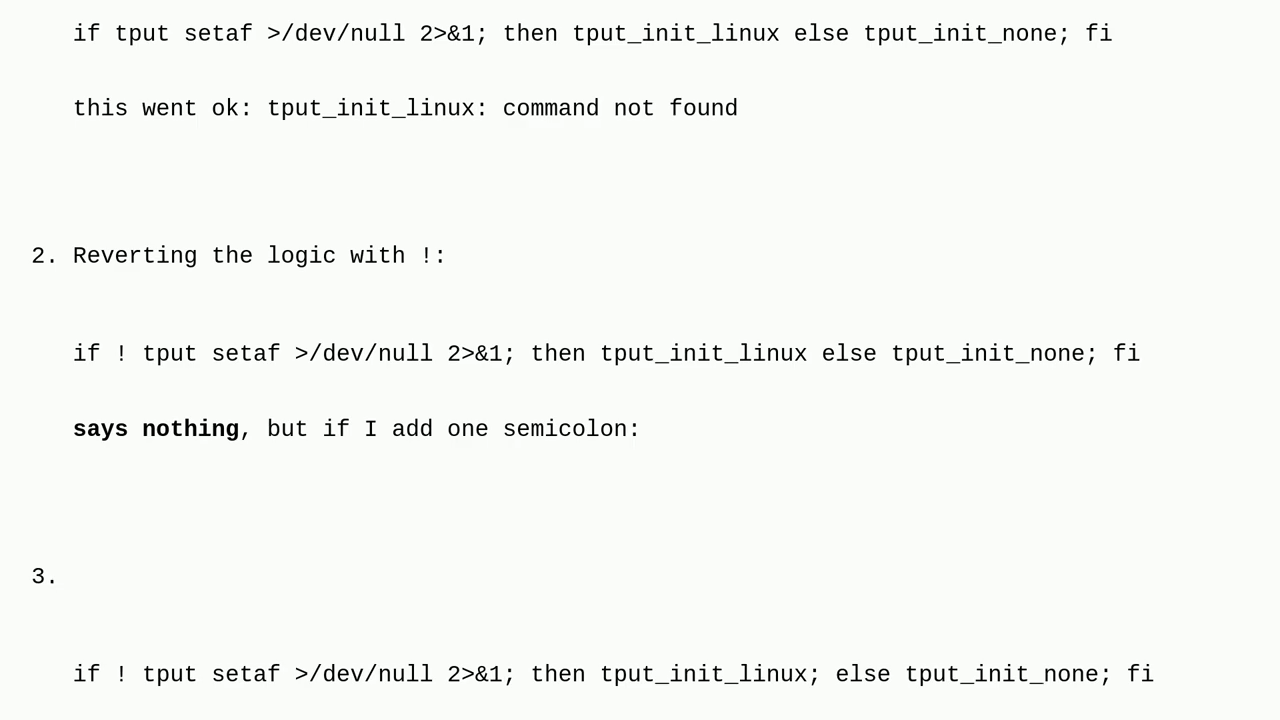 if tput setaf >/dev/null 2>&1; then tput_init_linux else tput_init_none; fi
this went ok: tput_init_linux: command not found
2. Reverting the logic with !:
if ! tput setaf >/dev/null 2>&1; then tput_init_linux else tput_init_none; fi
says nothing, but if I add one semicolon:
3.
if ! tput setaf >/dev/null 2>&1; then tput_init_linux; else tput_init_none; fi